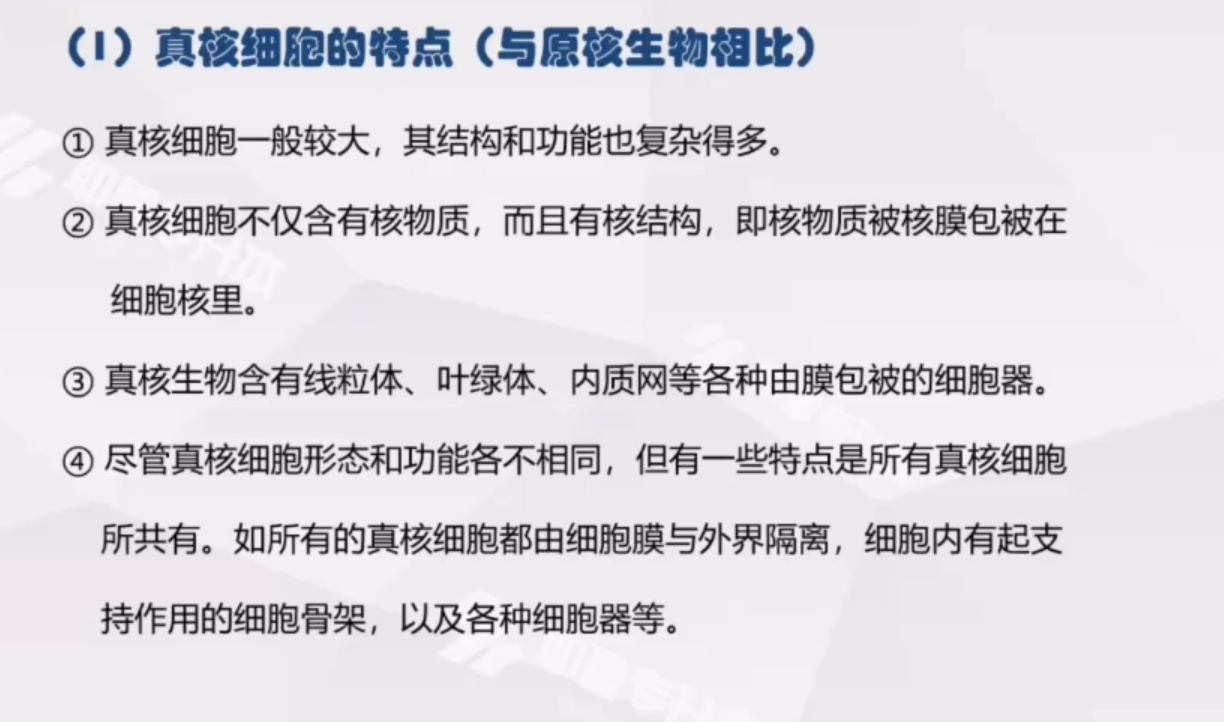 （1）真核细胞的特点（与原核生物相比）
① 真核细胞一般较大，其结构和功能也复杂得多。
② 真核细胞不仅含有核物质，而且有核结构，即核物质被核膜包被在
细胞核里。
③ 真核生物含有线粒体、叶绿体、内质网等各种由膜包被的细胞器。
④ 尽管真核细胞形态和功能各不相同，但有一些特点是所有真核细胞
所共有。如所有的真核细胞都由细胞膜与外界隔离，细胞内有起支
持作用的细胞骨架，以及各种细胞器等。